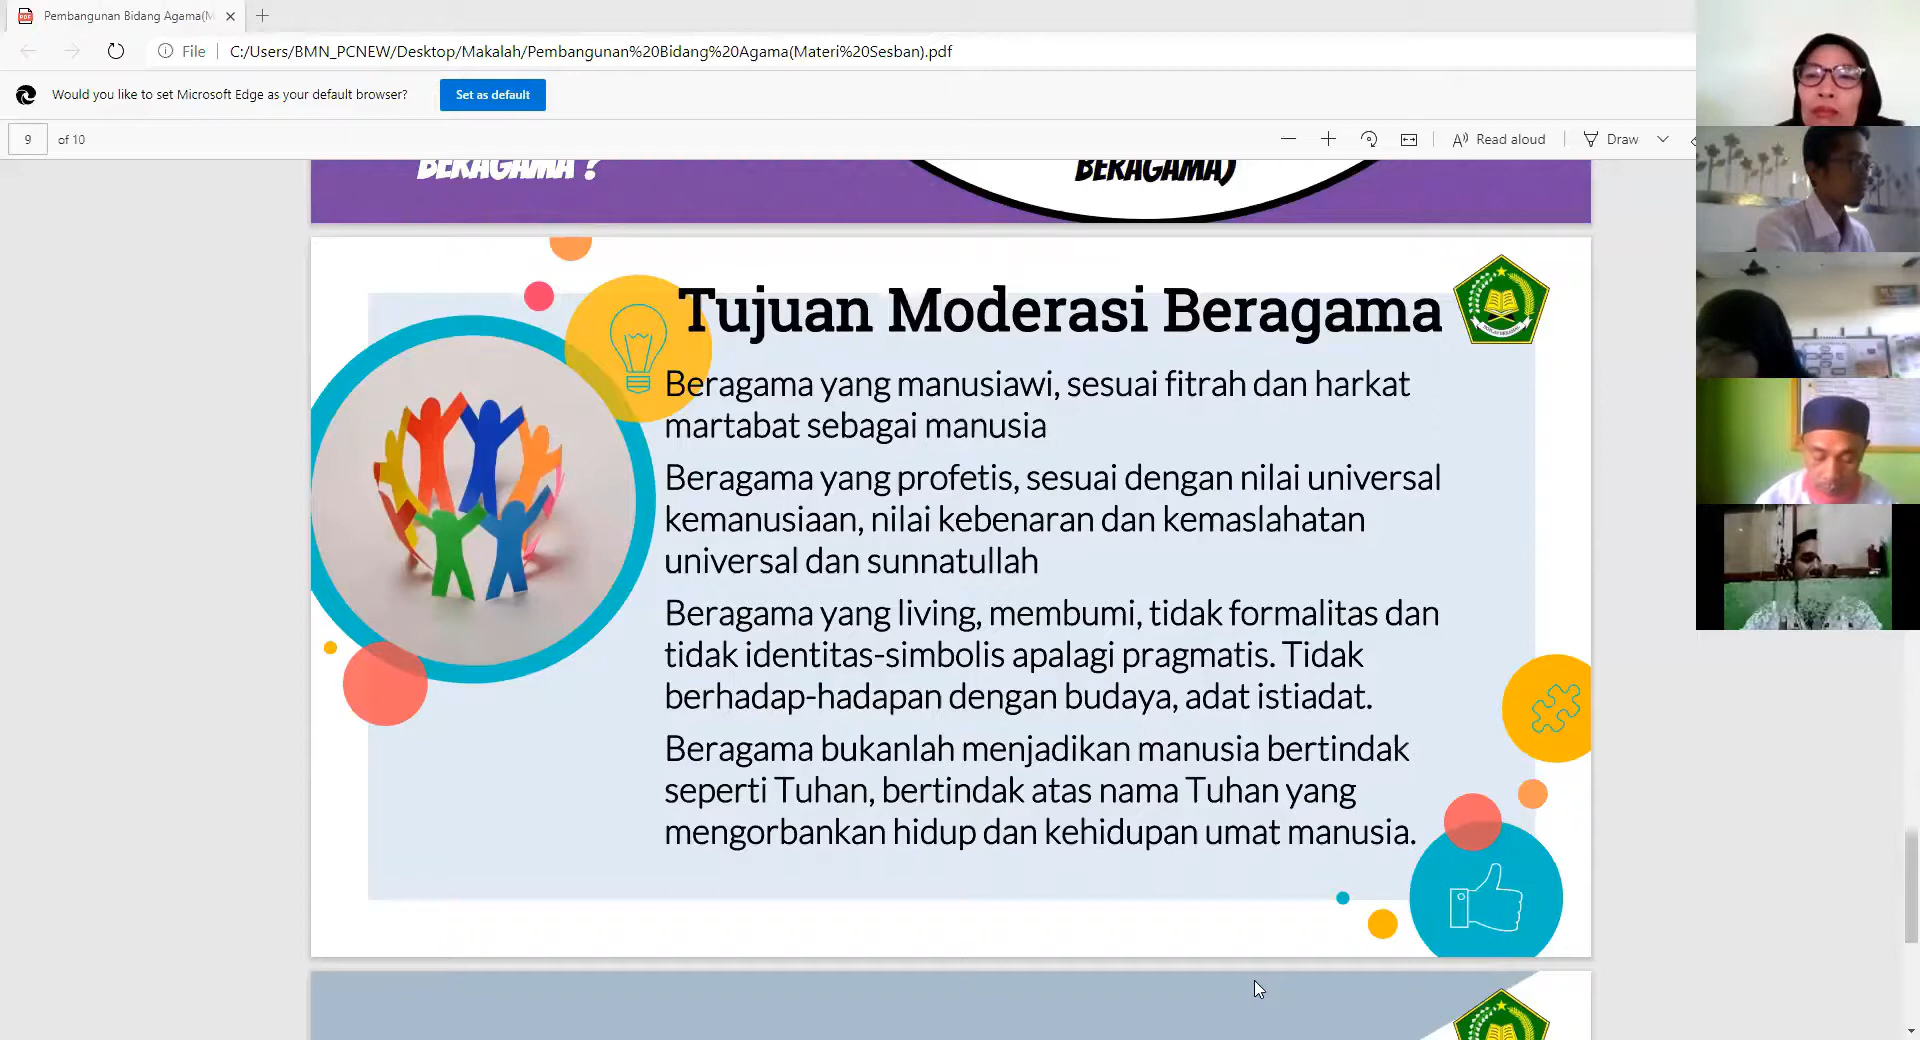 Pembangunan Bidang Agama(M
File
C:/Users/BMN_PCNEW/Desktop/Makalah/Pembangunan%20Bidang%20Agama(Materi%20Sesban).pdf
Would you like to set Microsoft Edge as your default browser?
Set as default
9
of 10
Read aloud
Draw
BERAGAMA ?
BERAGAMA)
Tujuan Moderasi Beragama
Beragama yang manusiawi, sesuai fitrah dan harkat
martabat sebagai manusia
Beragama yang profetis, sesuai dengan nilai universal
kemanusiaan, nilai kebenaran dan kemaslahatan
universal dan sunnatullah
Beragama yang living, membumi, tidak formalitas dan
tidak identitas-simbolis apalagi pragmatis. Tidak
berhadap-hadapan dengan budaya, adat istiadat.
Beragama bukanlah menjadikan manusia bertindak
seperti Tuhan, bertindak atas nama Tuhan yang
mengorbankan hidup dan kehidupan umat manusia.